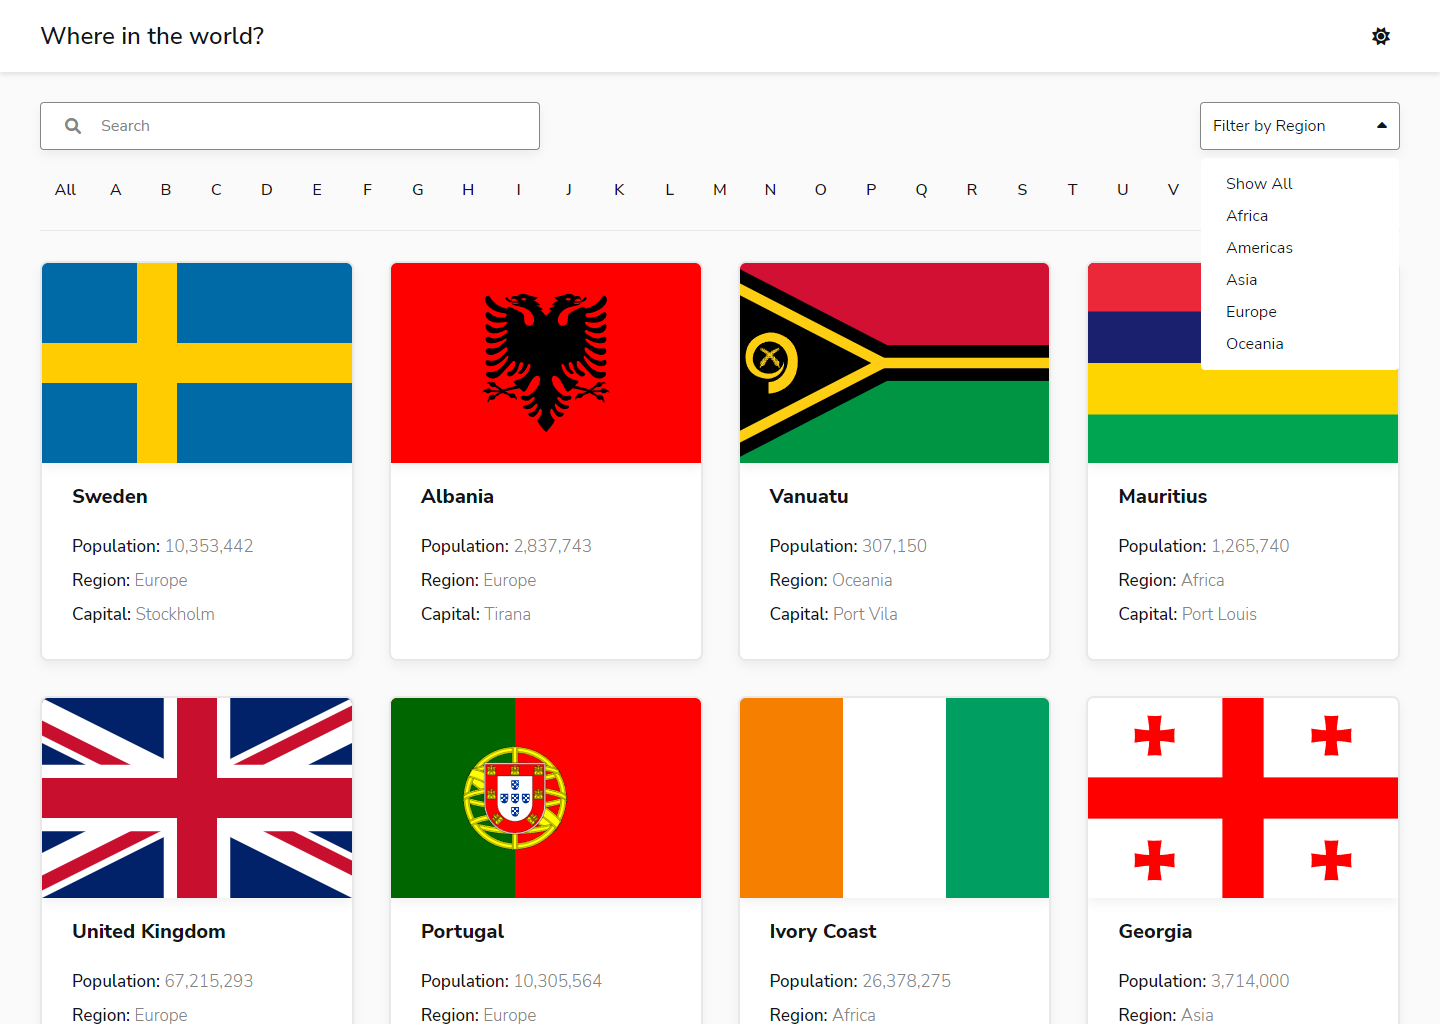 Where in the world?
Search
Filter by Region
All A B C D E F G H I J K L M N O P Q R S T U V
Show All
Africa
Americas
Asia
Europe
Oceania
Sweden
Population: 10,353,442
Region: Europe
Capital: Stockholm
Albania
Population: 2,837,743
Region: Europe
Capital: Tirana
Vanuatu
Population: 307,150
Region: Oceania
Capital: Port Vila
Mauritius
Population: 1,265,740
Region: Africa
Capital: Port Louis
United Kingdom
Population: 67,215,293
Region: Europe
Portugal
Population: 10,305,564
Region: Europe
Ivory Coast
Population: 26,378,275
Region: Africa
Georgia
Population: 3,714,000
Region: Asia